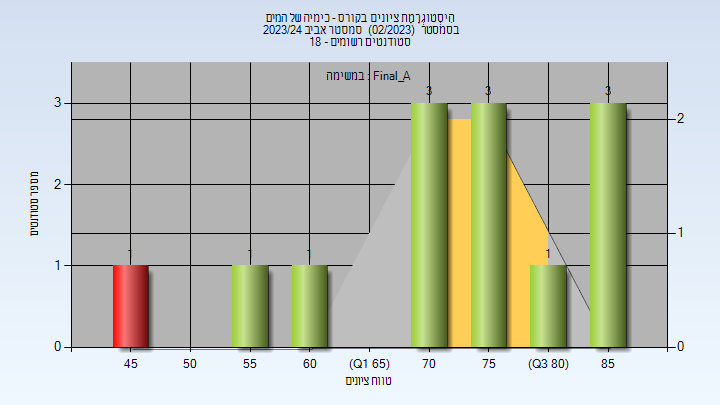 היסטוגרמת ציונים בקורס - כימיה של המים
בסמסטר (02/2023) סמסטר אביב 2023/24
סטודנטים רשומים - 18
במשימה : Final_A
3
2
1
0
מספר סטודנטים
1
1
1
3
3
1
3
2
1
0
45
50
55
60
(Q1 65)
70
75
(Q3 80)
85
טווח ציונים